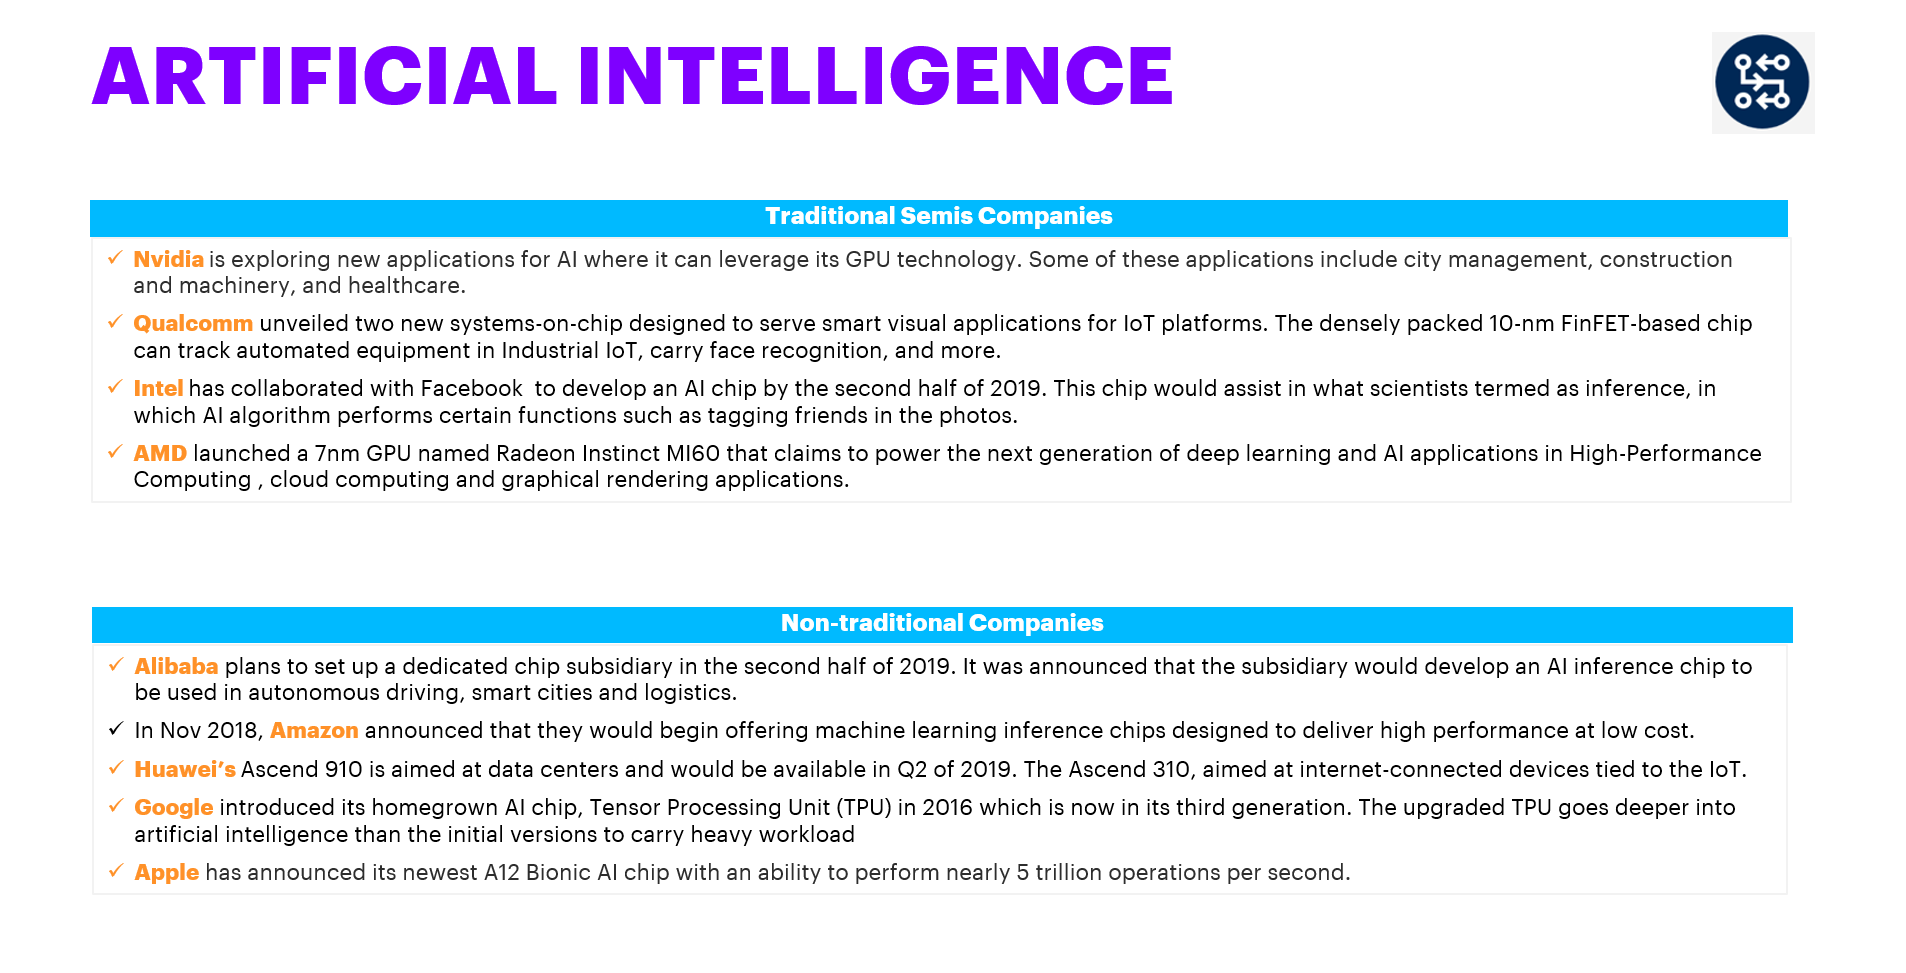 ARTIFICIAL INTELLIGENCE
Traditional Semis Companies
✓ Nvidia is exploring new applications for AI where it can leverage its GPU technology. Some of these applications include city management, construction
and machinery, and healthcare.
✓ Qualcomm unveiled two new systems-on-chip designed to serve smart visual applications for IoT platforms. The densely packed 10-nm FinFET-based chip
can track automated equipment in Industrial IoT, carry face recognition, and more.
✓ Intel has collaborated with Facebook  to develop an AI chip by the second half of 2019. This chip would assist in what scientists termed as inference, in
which AI algorithm performs certain functions such as tagging friends in the photos.
✓ AMD launched a 7nm GPU named Radeon Instinct MI60 that claims to power the next generation of deep learning and AI applications in High-Performance
Computing , cloud computing and graphical rendering applications.
Non-traditional Companies
✓ Alibaba plans to set up a dedicated chip subsidiary in the second half of 2019. It was announced that the subsidiary would develop an AI inference chip to
be used in autonomous driving, smart cities and logistics.
✓ In Nov 2018, Amazon announced that they would begin offering machine learning inference chips designed to deliver high performance at low cost.
✓ Huawei’s Ascend 910 is aimed at data centers and would be available in Q2 of 2019. The Ascend 310, aimed at internet-connected devices tied to the IoT.
✓ Google introduced its homegrown AI chip, Tensor Processing Unit (TPU) in 2016 which is now in its third generation. The upgraded TPU goes deeper into
artificial intelligence than the initial versions to carry heavy workload
✓ Apple has announced its newest A12 Bionic AI chip with an ability to perform nearly 5 trillion operations per second.